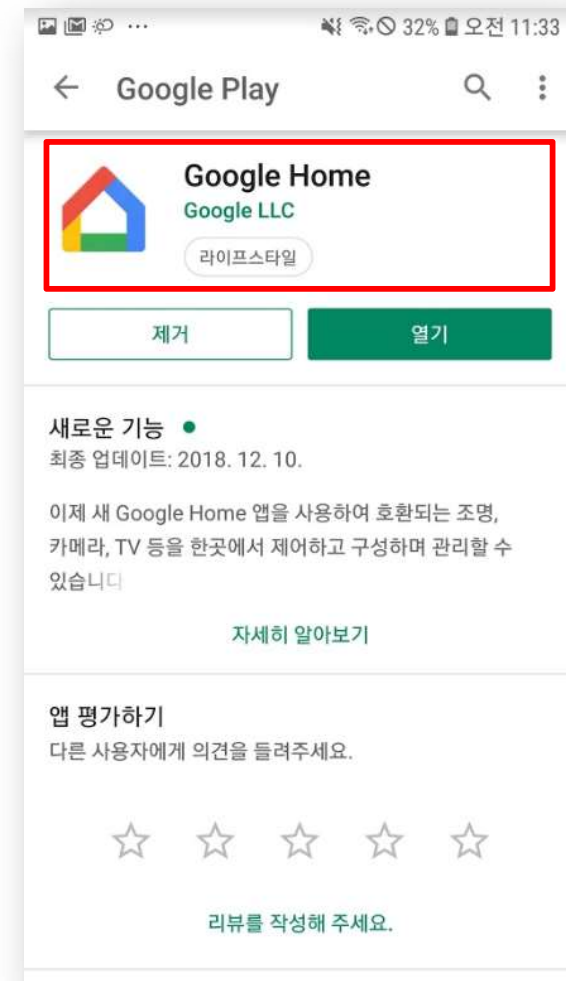 32% 오전 11:33
Google Play
Google Home
Google LLC
라이프스타일
제거
열기
새로운 기능
최종 업데이트: 2018. 12. 10.
이제 새 Google Home 앱을 사용하여 호환되는 조명,
카메라, TV 등을 한곳에서 제어하고 구성하며 관리할 수
있습니다
자세히 알아보기
앱 평가하기
다른 사용자에게 의견을 들려주세요.
리뷰를 작성해 주세요.